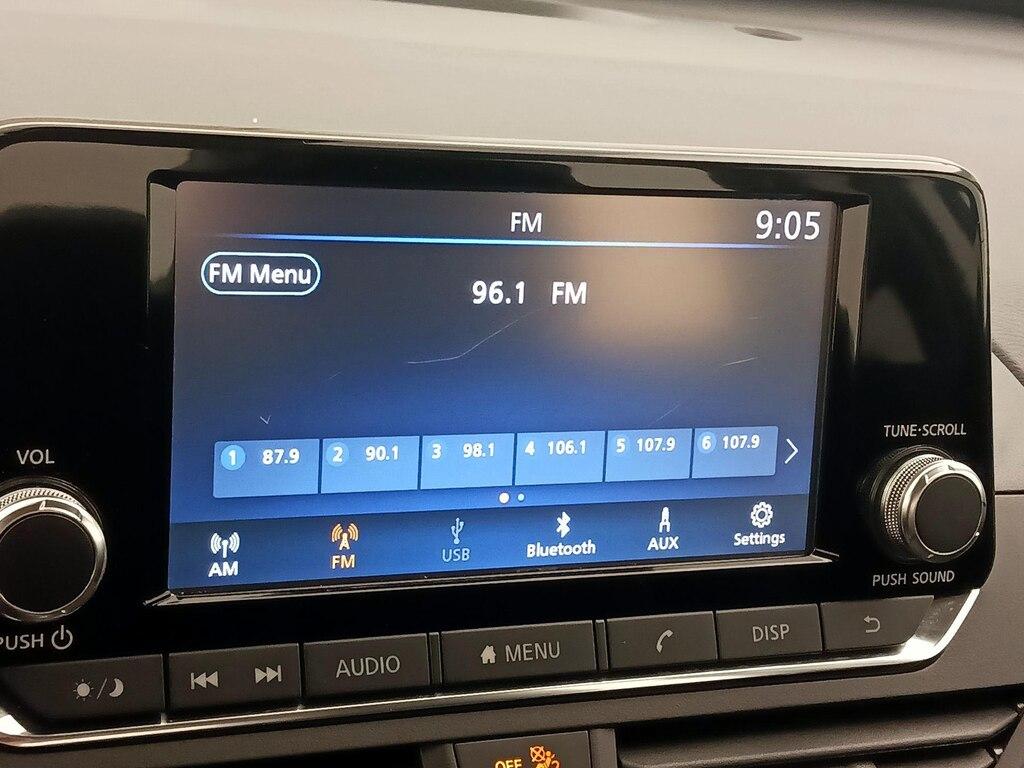 FM 9:05
FM Menu
96.1 FM
1 87.9 2 90.1 3 98.1 4 106.1 5 107.9 6 107.9
AM FM USB Bluetooth AUX Settings
VOL
PUSH
TUNE·SCROLL
PUSH SOUND
AUDIO MENU DISP
OFF